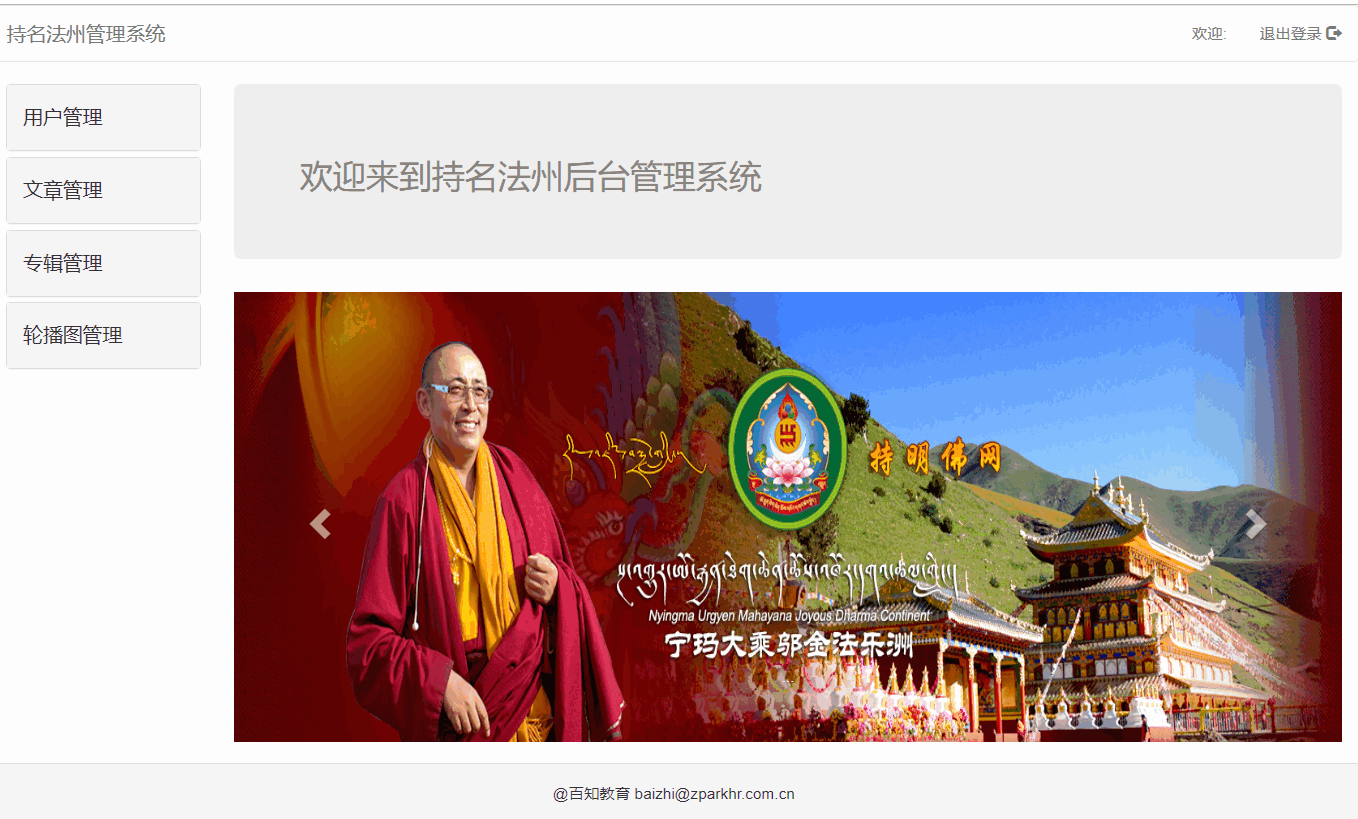 持名法州管理系统
欢迎:
退出登录
用户管理
文章管理
专辑管理
轮播图管理
欢迎来到持名法州后台管理系统
持明佛网
Nyingma Urgyen Mahayana Joyous Dharma Continent
宁玛大乘邬金法乐洲
@百知教育 baizhi@zparkhr.com.cn